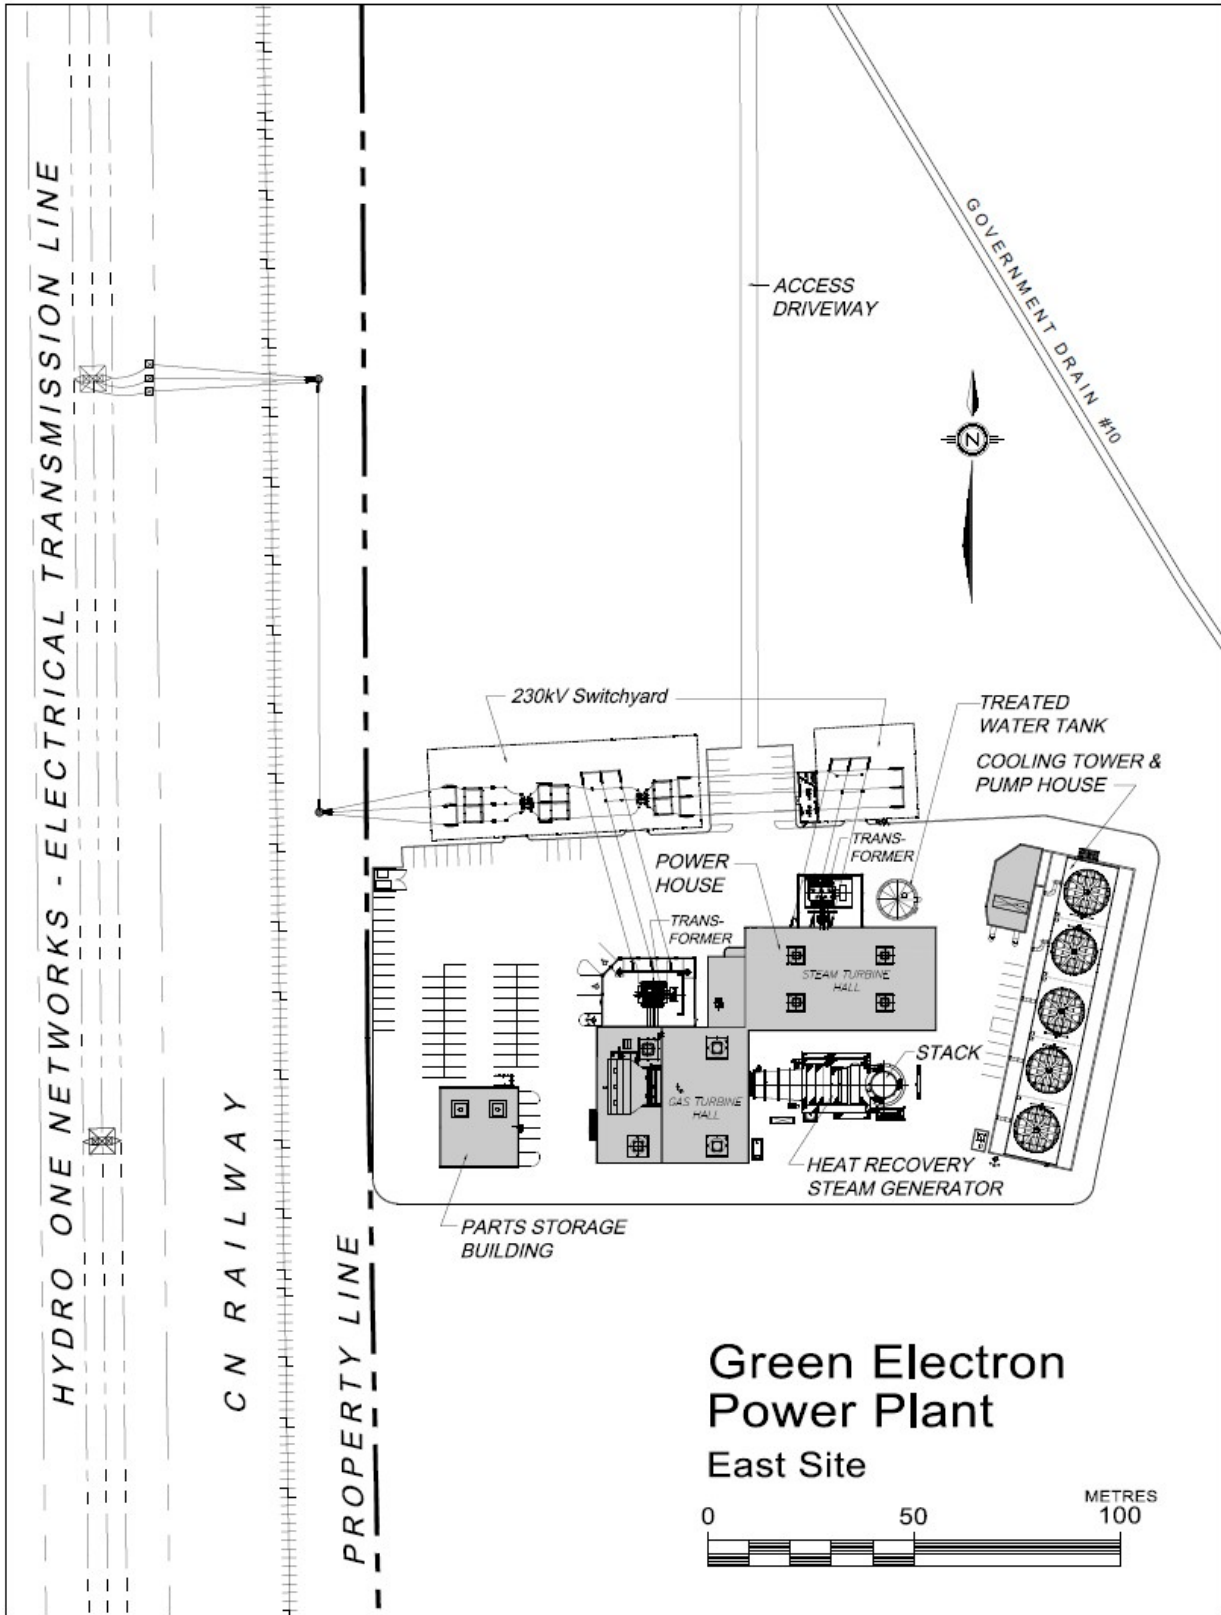 HYDRO ONE NETWORKS - ELECTRICAL TRANSMISSION LINE
CN RAILWAY
PROPERTY LINE
GOVERNMENT DRAIN #10
ACCESS
DRIVEWAY
N
230kV Switchyard
TREATED
WATER TANK
COOLING TOWER &
PUMP HOUSE
TRANS-
FORMER
POWER
HOUSE
TRANS-
FORMER
STEAM TURBINE
HALL
STACK
GAS TURBINE
HALL
HEAT RECOVERY
STEAM GENERATOR
PARTS STORAGE
BUILDING
Green Electron
Power Plant
East Site
METRES
0 50 100